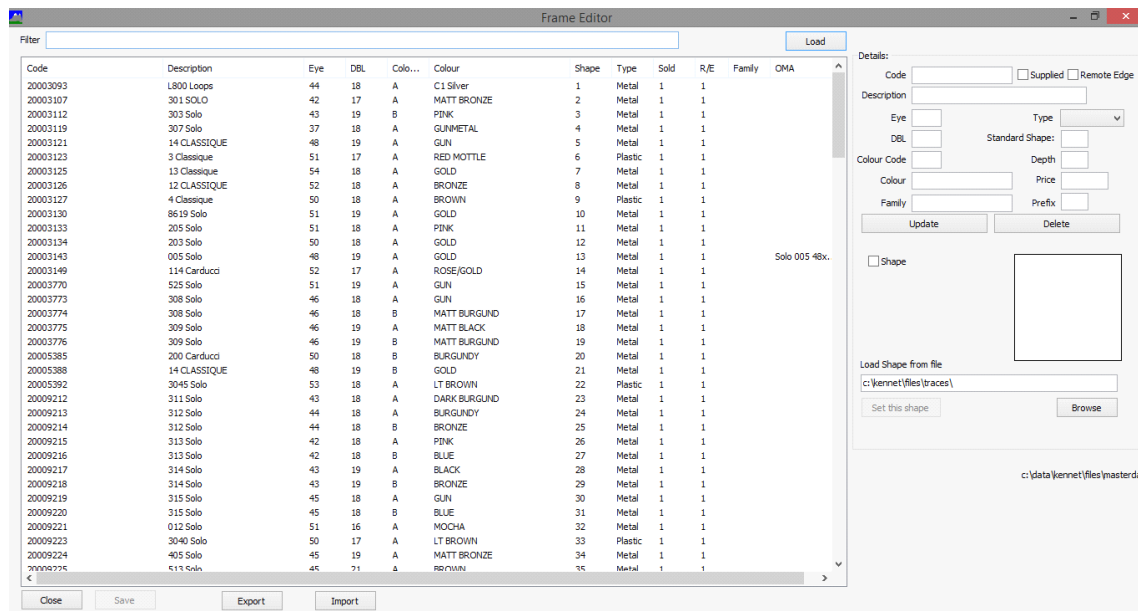 Frame Editor
Filter Load
Code Description Eye DBL Colo... Colour Shape Type Sold R/E Family OMA
20003093 L800 Loops 44 18 A C1 Silver 1 Metal 1 1
20003107 301 SOLO 42 17 A MATT BRONZE 2 Metal 1 1
20003112 303 Solo 43 19 B PINK 3 Metal 1 1
20003119 307 Solo 37 18 A GUNMETAL 4 Metal 1 1
20003121 14 CLASSIQUE 48 19 A GUN 5 Metal 1 1
20003123 3 Classique 51 17 A RED MOTTLE 6 Plastic 1 1
20003125 13 Classique 54 18 A GOLD 7 Metal 1 1
20003126 12 CLASSIQUE 52 18 A BRONZE 8 Metal 1 1
20003127 4 Classique 50 18 A BROWN 9 Plastic 1 1
20003130 8619 Solo 51 19 A GOLD 10 Metal 1 1
20003133 205 Solo 51 18 A PINK 11 Metal 1 1
20003134 203 Solo 50 18 A GOLD 12 Metal 1 1
20003143 005 Solo 48 19 A GOLD 13 Metal 1 1 Solo 005 48x.
20003149 114 Carducci 52 17 A ROSE/GOLD 14 Metal 1 1
20003770 525 Solo 51 19 A GUN 15 Metal 1 1
20003773 308 Solo 46 18 A GUN 16 Metal 1 1
20003774 308 Solo 46 18 B MATT BURGUND 17 Metal 1 1
20003775 309 Solo 46 19 A MATT BLACK 18 Metal 1 1
20003776 309 Solo 46 19 B MATT BURGUND 19 Metal 1 1
20005385 200 Carducci 50 18 B BURGUNDY 20 Metal 1 1
20005388 14 CLASSIQUE 48 19 B GOLD 21 Metal 1 1
20005392 3045 Solo 53 18 A LT BROWN 22 Plastic 1 1
20009212 311 Solo 43 18 A DARK BURGUND 23 Metal 1 1
20009213 312 Solo 44 18 A BURGUNDY 24 Metal 1 1
20009214 312 Solo 44 18 B BRONZE 25 Metal 1 1
20009215 313 Solo 42 18 A PINK 26 Metal 1 1
20009216 313 Solo 42 18 B BLUE 27 Metal 1 1
20009217 314 Solo 43 19 A BLACK 28 Metal 1 1
20009218 314 Solo 43 19 B BRONZE 29 Metal 1 1
20009219 315 Solo 45 18 A GUN 30 Metal 1 1
20009220 315 Solo 45 18 B BLUE 31 Metal 1 1
20009221 012 Solo 51 16 A MOCHA 32 Metal 1 1
20009223 3040 Solo 50 17 A LT BROWN 33 Plastic 1 1
20009224 405 Solo 45 19 A MATT BRONZE 34 Metal 1 1
20009225 513 Solo 45 21 A BROWN 35 Metal 1 1
Close Save Export Import
Details:
Code Supplied Remote Edge
Description
Eye Type
DBL Standard Shape:
Colour Code Depth
Colour Price
Family Prefix
Update Delete
Shape
Load Shape from file
c:\kennet\files\traces\
Set this shape Browse
c:\data\kennet\files\masterda